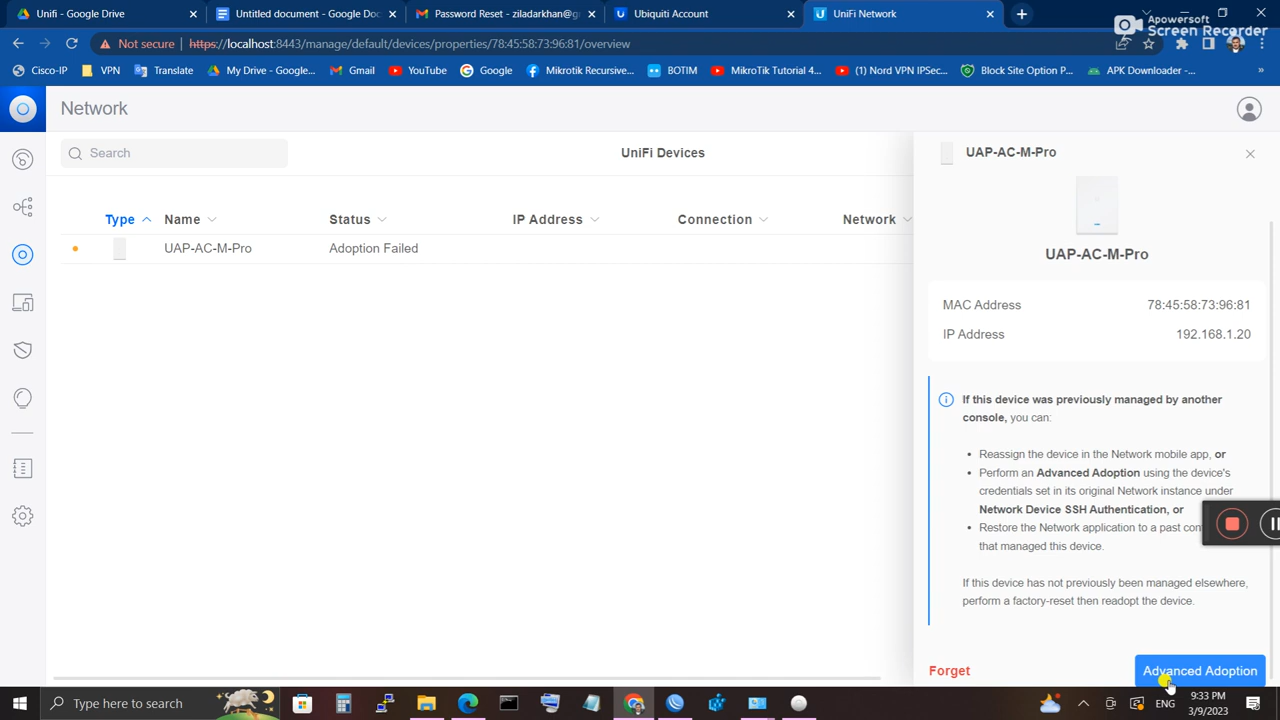 Unifi - Google Drive
Untitled document - Google Doc
Password Reset - ziladarkhan@g
Ubiquiti Account
UniFi Network
Apowersoft
Screen Recorder
Not secure
https://localhost:8443/manage/default/devices/properties/78:45:58:73:96:81/overview
Cisco-IP
VPN
Translate
My Drive - Google...
Gmail
YouTube
Google
Mikrotik Recursive...
BOTIM
MikroTik Tutorial 4...
(1) Nord VPN IPSec...
Block Site Option P...
APK Downloader -...
»
Network
Search
UniFi Devices
Type
Name
Status
IP Address
Connection
Network
UAP-AC-M-Pro
Adoption Failed
UAP-AC-M-Pro
UAP-AC-M-Pro
MAC Address
78:45:58:73:96:81
IP Address
192.168.1.20
If this device was previously managed by another
console, you can:
• Reassign the device in the Network mobile app, or
• Perform an Advanced Adoption using the device's
credentials set in its original Network instance under
Network Device SSH Authentication, or
• Restore the Network application to a past con
that managed this device.
If this device has not previously been managed elsewhere,
perform a factory-reset then readopt the device.
Forget
Advanced Adoption
Type here to search
ENG
9:33 PM
3/9/2023